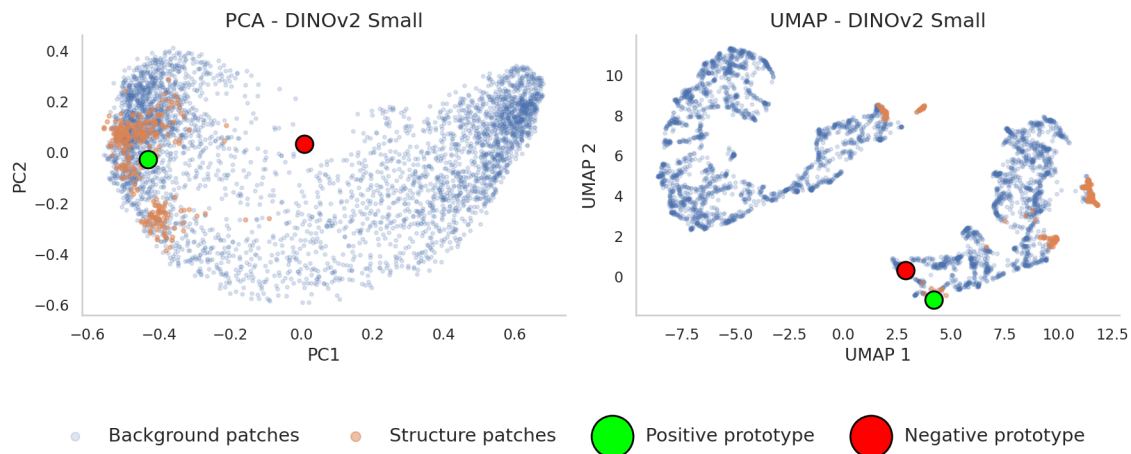 PCA - DINOv2 Small
UMAP - DINOv2 Small
0.4
0.2
0.0
−0.2
−0.4
−0.6
PC2
−0.6
−0.4
−0.2
0.0
0.2
0.4
0.6
PC1
10
8
6
4
2
0
UMAP 2
−7.5
−5.0
−2.5
0.0
2.5
5.0
7.5
10.0
12.5
UMAP 1
Background patches
Structure patches
Positive prototype
Negative prototype